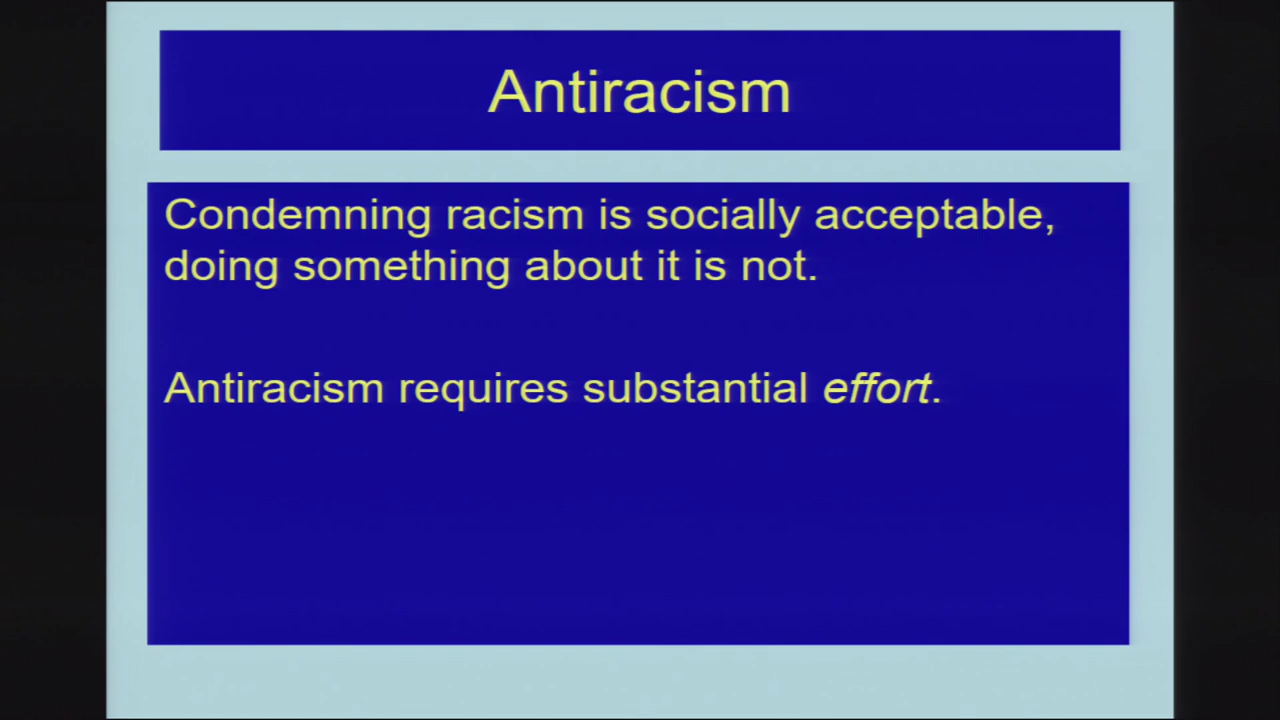 Antiracism
Condemning racism is socially acceptable,
doing something about it is not.
Antiracism requires substantial effort.